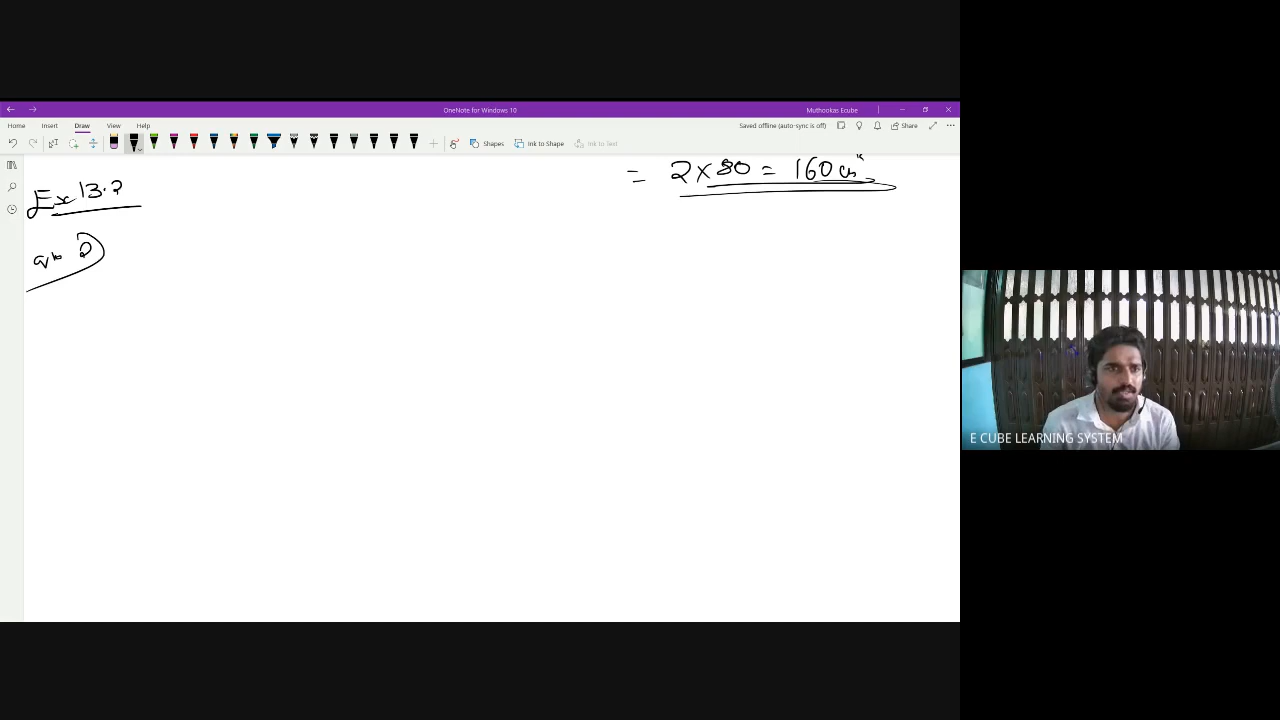 OneNote for Windows 10
Muthookas Ecube
Home Insert Draw View Help
Saved offline (auto-sync is off)
Share
Shapes
Ink to Shape
Ink to Text
= 2 x 80 = 160
Ex 13.2
2)
E CUBE LEARNING SYSTEM